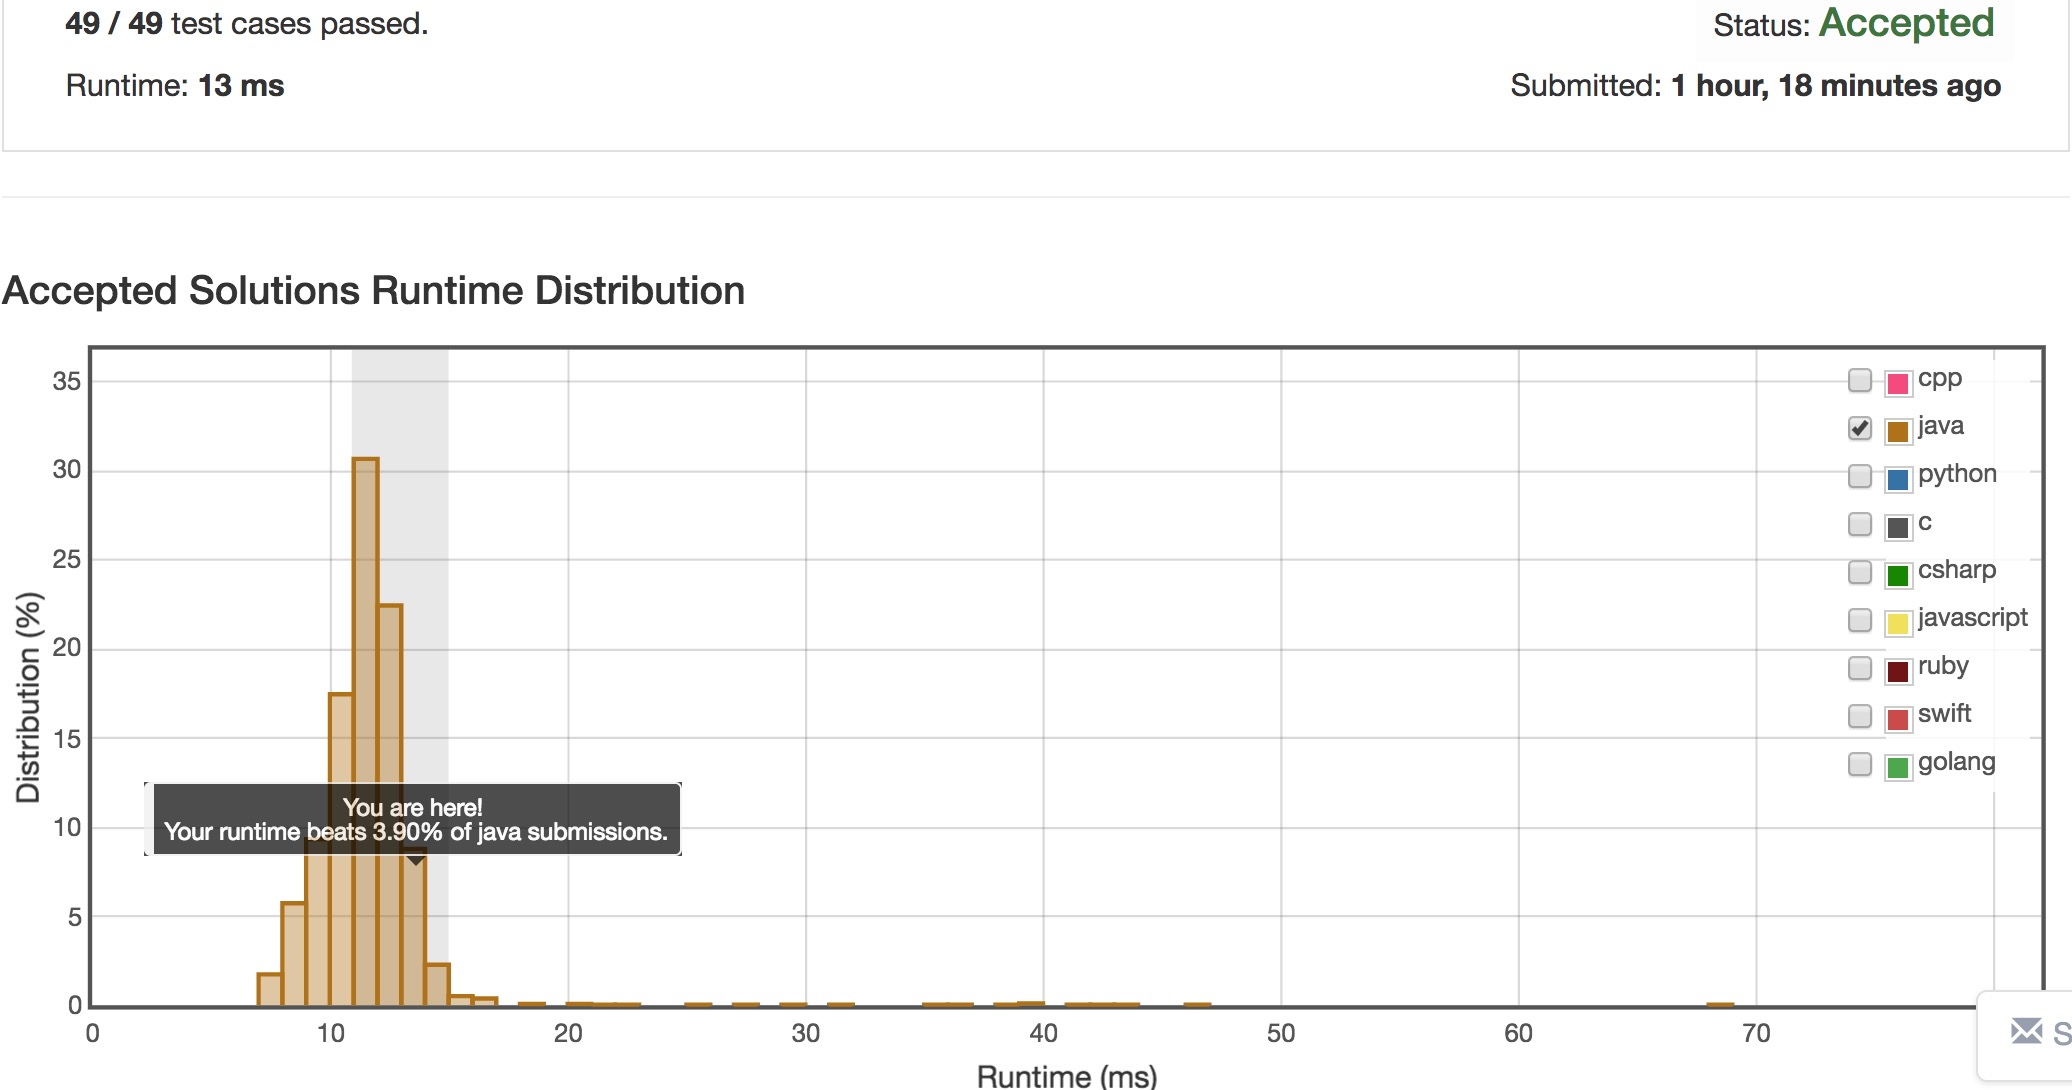 49 / 49 test cases passed.
Status: Accepted
Runtime: 13 ms
Submitted: 1 hour, 18 minutes ago
Accepted Solutions Runtime Distribution
35
30
25
20
15
10
5
0
Distribution (%)
You are here!
Your runtime beats 3.90% of java submissions.
cpp
java
python
c
csharp
javascript
ruby
swift
golang
0
10
20
30
40
50
60
70
Runtime (ms)
S